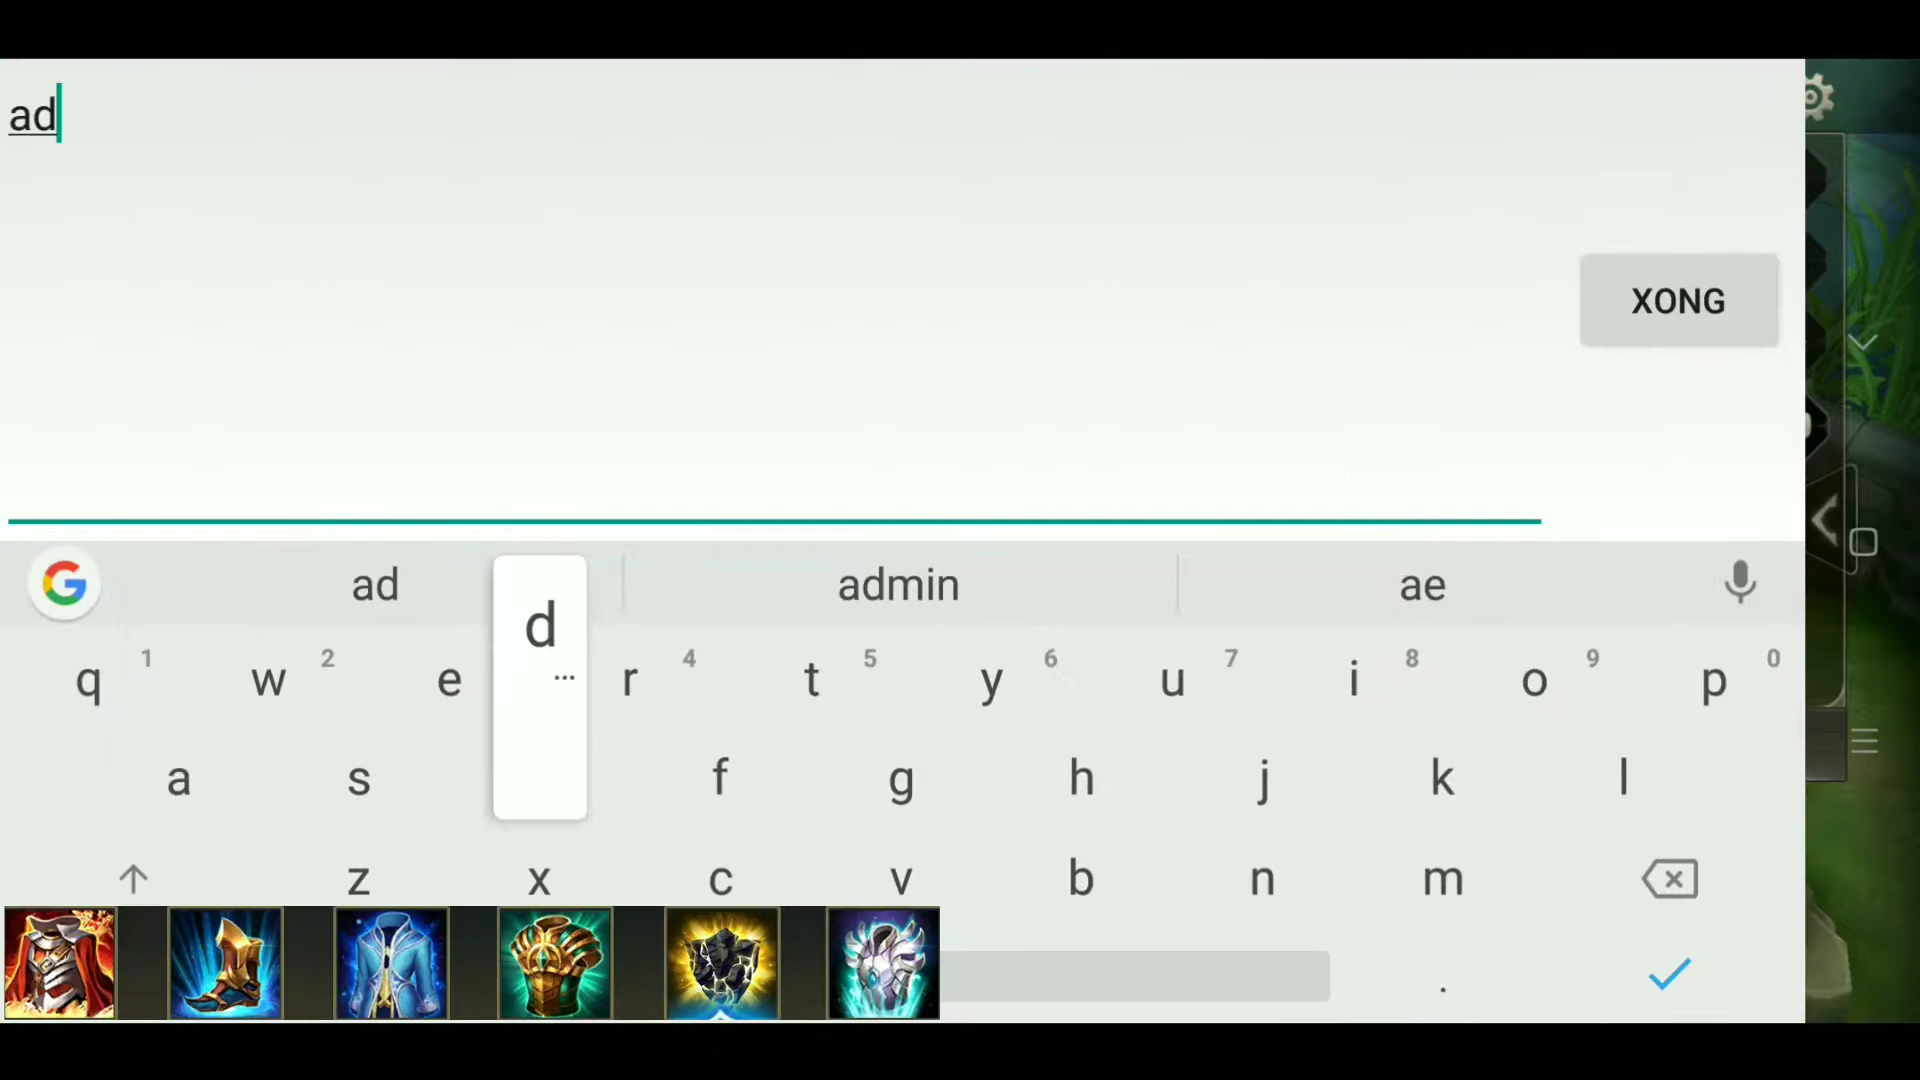 ad
XONG
ad admin ae
d
...
q 1 w 2 e r 4 t 5 y 6 u 7 i 8 o 9 p 0
a s f g h j k l
z x c v b n m
.